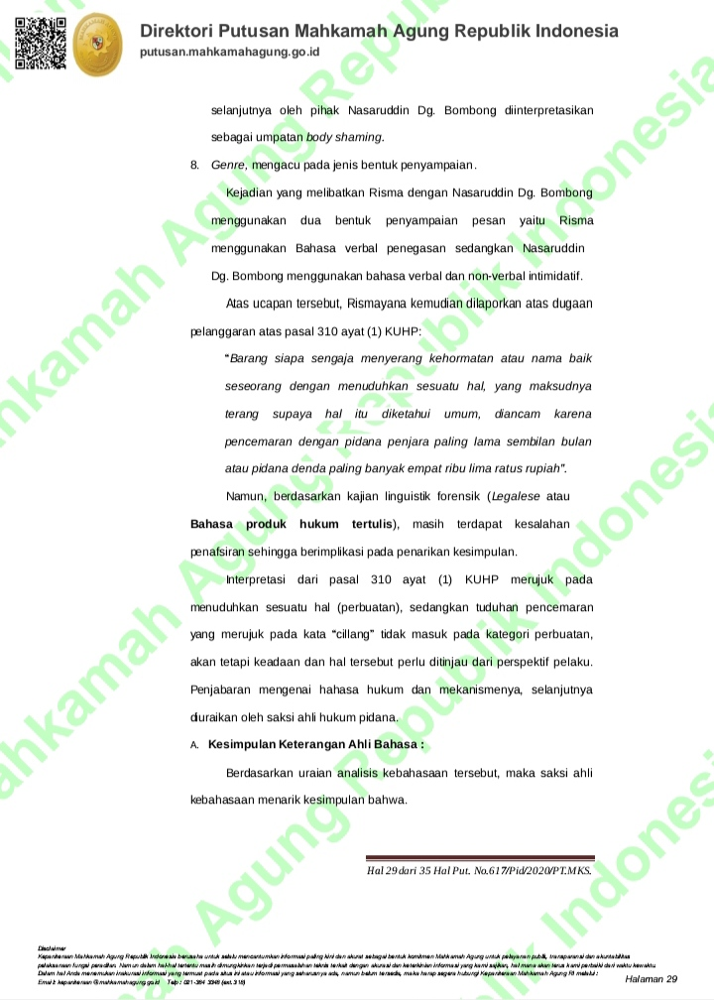 Direktori Putusan Mahkamah Agung Republik Indonesia
putusan.mahkamahagung.go.id
selanjutnya oleh pihak Nasaruddin Dg. Bombong diinterpretasikan
sebagai umpatan body shaming.
8. Genre, mengacu pada jenis bentuk penyampaian.
Kejadian yang melibatkan Risma dengan Nasaruddin Dg. Bombong
menggunakan dua bentuk penyampaian pesan yaitu Risma
menggunakan Bahasa verbal penegasan sedangkan Nasaruddin
Dg. Bombong menggunakan bahasa verbal dan non-verbal intimidatif.
Atas ucapan tersebut, Rismayana kemudian dilaporkan atas dugaan
pelanggaran atas pasal 310 ayat (1) KUHP:
"Barang siapa sengaja menyerang kehormatan atau nama baik
seseorang dengan menuduhkan sesuatu hal, yang maksudnya
terang supaya hal itu diketahui umum, diancam karena
pencemaran dengan pidana penjara paling lama sembilan bulan
atau pidana denda paling banyak empat ribu lima ratus rupiah".
Namun, berdasarkan kajian linguistik forensik (Legalese atau
Bahasa produk hukum tertulis), masih terdapat kesalahan
penafsiran sehingga berimplikasi pada penarikan kesimpulan.
Interpretasi dari pasal 310 ayat (1) KUHP merujuk pada
menuduhkan sesuatu hal (perbuatan), sedangkan tuduhan pencemaran
yang merujuk pada kata "cillang" tidak masuk pada kategori perbuatan,
akan tetapi keadaan dan hal tersebut perlu ditinjau dari perspektif pelaku.
Penjabaran mengenai hahasa hukum dan mekanismenya, selanjutnya
diuraikan oleh saksi ahli hukum pidana.
A. Kesimpulan Keterangan Ahli Bahasa :
Berdasarkan uraian analisis kebahasaan tersebut, maka saksi ahli
kebahasaan menarik kesimpulan bahwa.
Hal 29 dari 35 Hal Put. No.617/Pid/2020/PT.MKS.
Disclaimer
Kepaniteraan Mahkamah Agung Republik Indonesia berusaha untuk selalu mencantumkan informasi paling kini dan akurat sebagai bentuk komitmen Mahkamah Agung untuk pelayanan publik, transparansi dan akuntabilitas
pelaksanaan fungsi peradilan. Namun dalam hal-hal tertentu masih dimungkinkan terjadi permasalahan teknis terkait dengan akurasi dan keterkinian informasi yang kami sajikan, hal mana akan terus kami perbaiki dari waktu kewaktu.
Dalam hal Anda menemukan inakurasi informasi yang termuat pada situs ini atau informasi yang seharusnya ada, namun belum tersedia, maka harap segera hubungi Kepaniteraan Mahkamah Agung RI melalui :
Email : kepaniteraan@mahkamahagung.go.id Telp : 021-384 3348 (ext.318)
Halaman 29
Mahkamah Agung Republik Indonesia
Mahkamah Agung Republik Indonesia
Mahkamah Agung Republik Indonesia